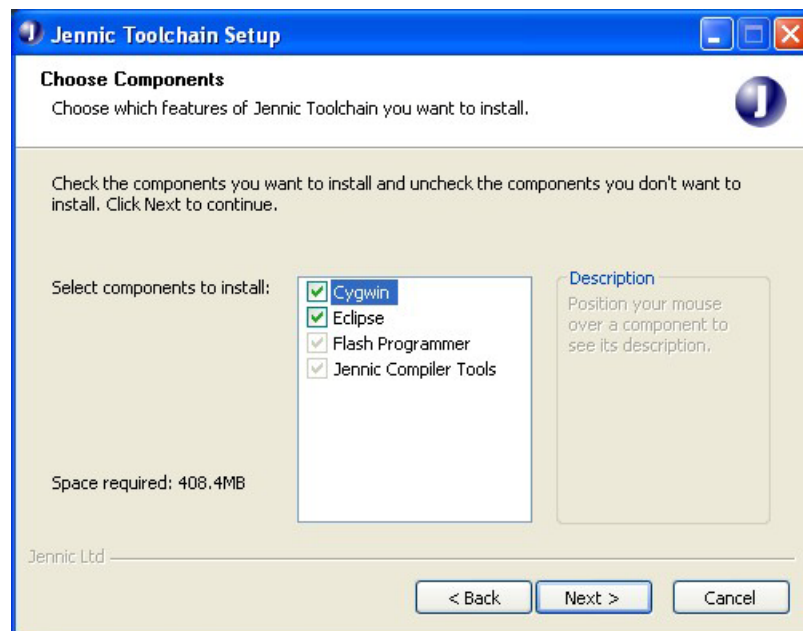 Jennic Toolchain Setup
Choose Components
Choose which features of Jennic Toolchain you want to install.
J
Check the components you want to install and uncheck the components you don't want to
install. Click Next to continue.
Select components to install:
Cygwin
Eclipse
Flash Programmer
Jennic Compiler Tools
Description
Position your mouse
over a component to
see its description.
Space required: 408.4MB
Jennic Ltd
< Back
Next >
Cancel